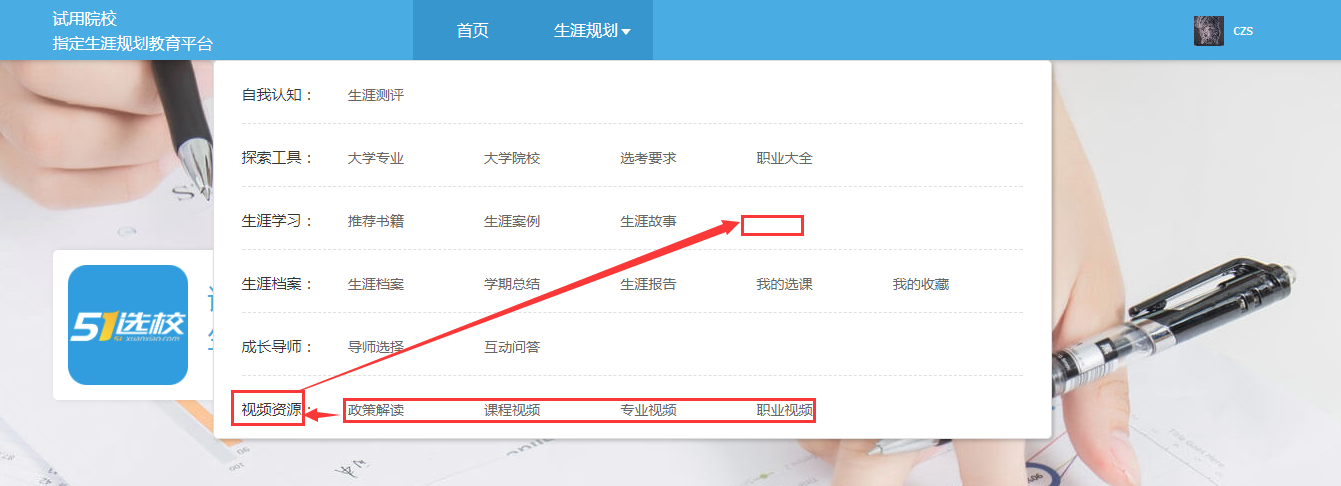 试用院校
指定生涯规划教育平台
首页 生涯规划
czs
自我认知： 生涯测评
探索工具： 大学专业 大学院校 选考要求 职业大全
生涯学习： 推荐书籍 生涯案例 生涯故事
生涯档案： 生涯档案 学期总结 生涯报告 我的选课 我的收藏
成长导师： 导师选择 互动问答
视频资源： 政策解读 课程视频 专业视频 职业视频
51选校
51xuanxiao.com